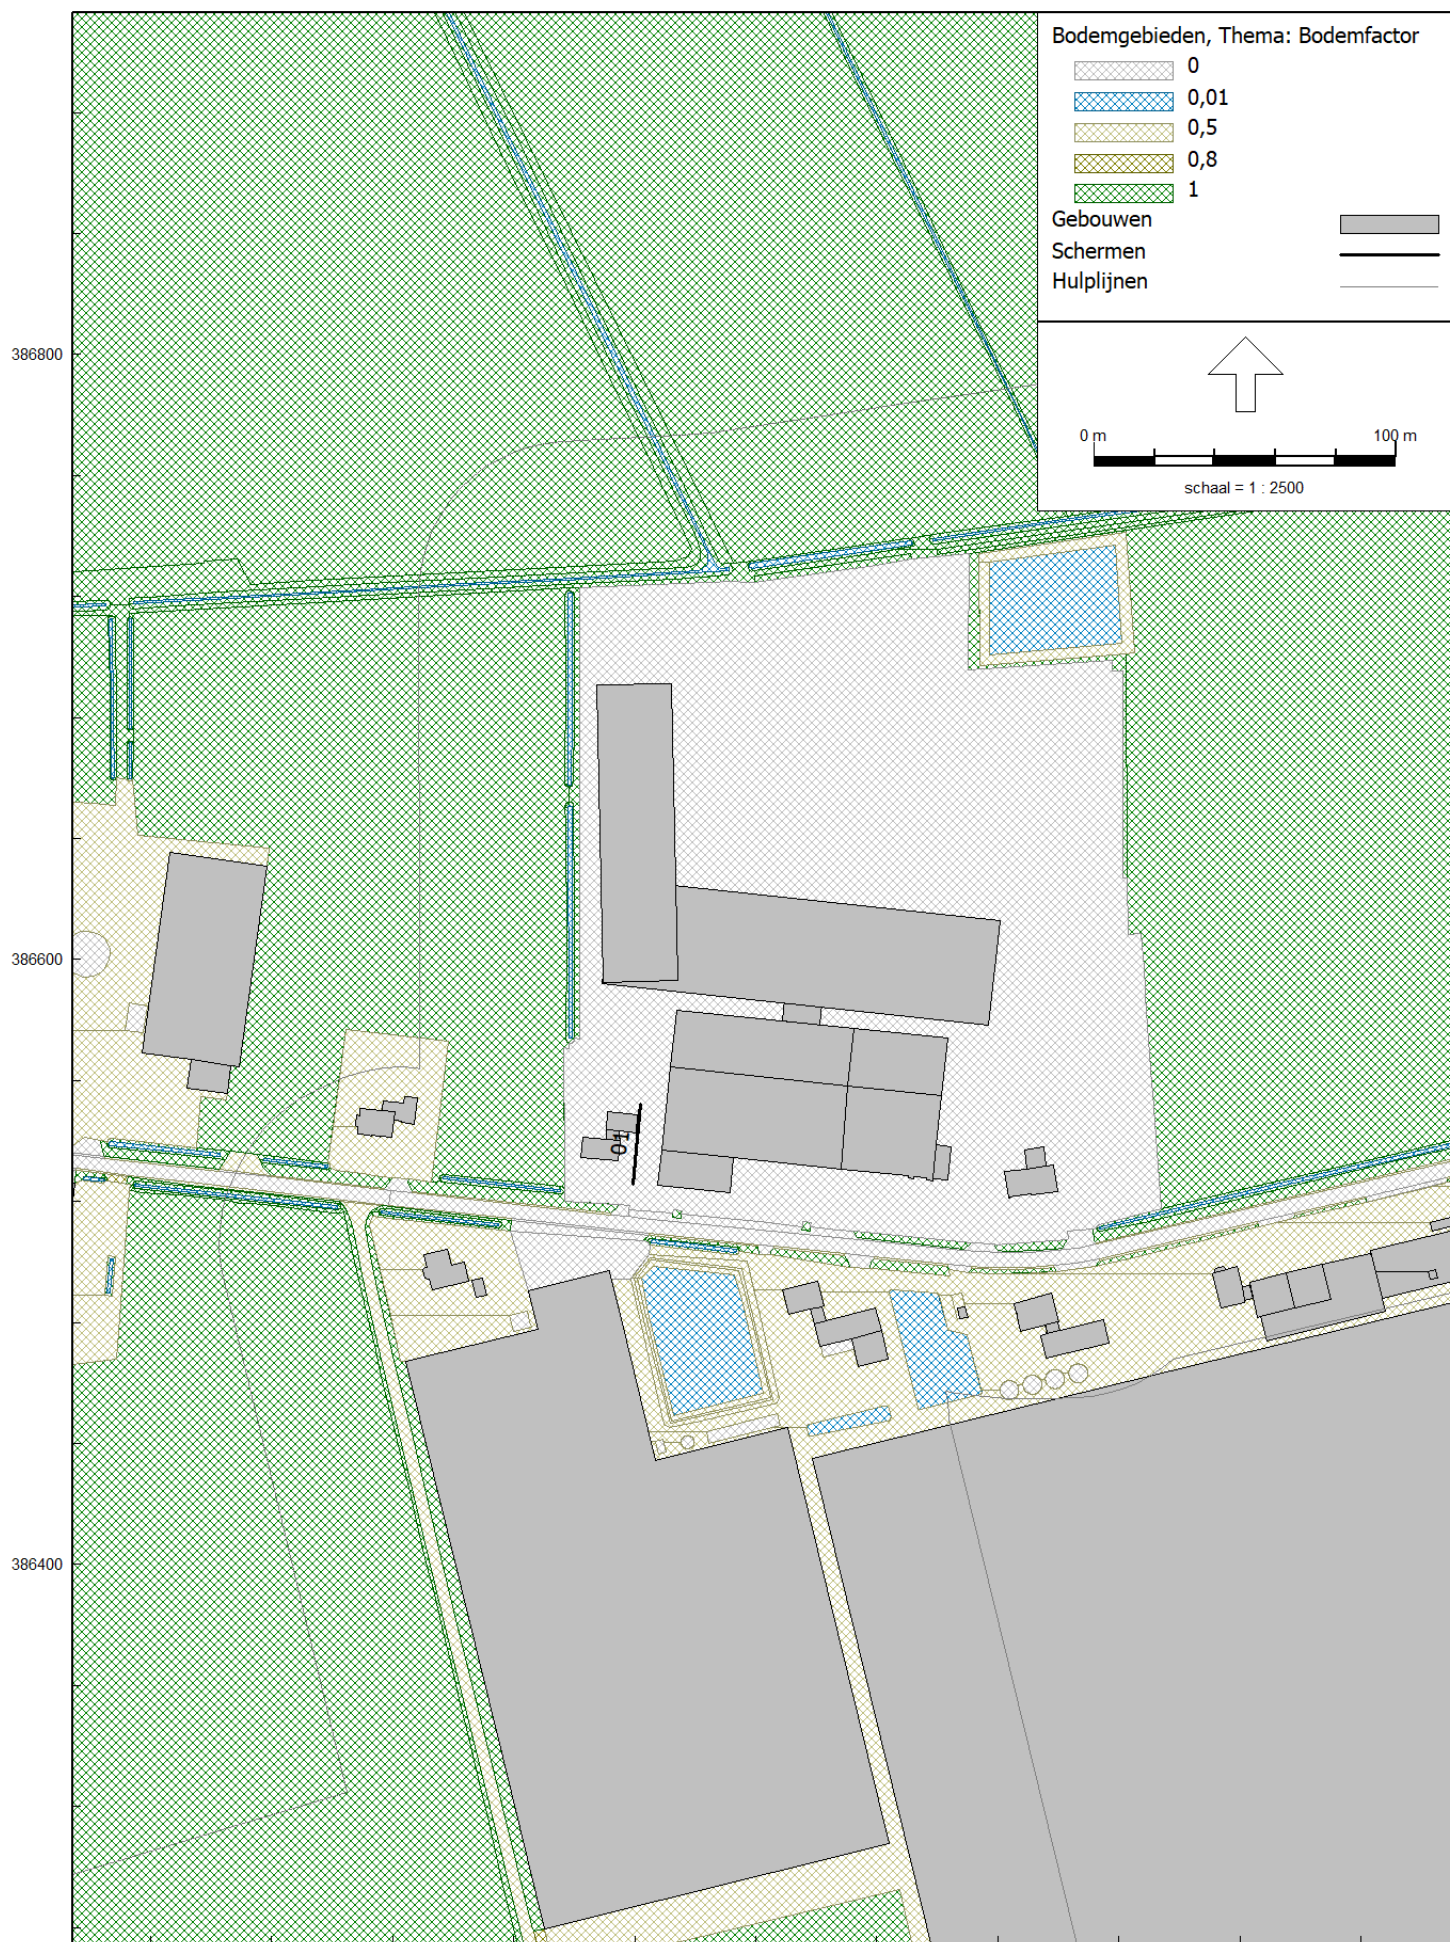 Bodemgebieden, Thema: Bodemfactor
0
0,01
0,5
0,8
1
Gebouwen
Schermen
Hulplijnen
0 m 100 m
schaal = 1 : 2500
386800
386600
01
386400